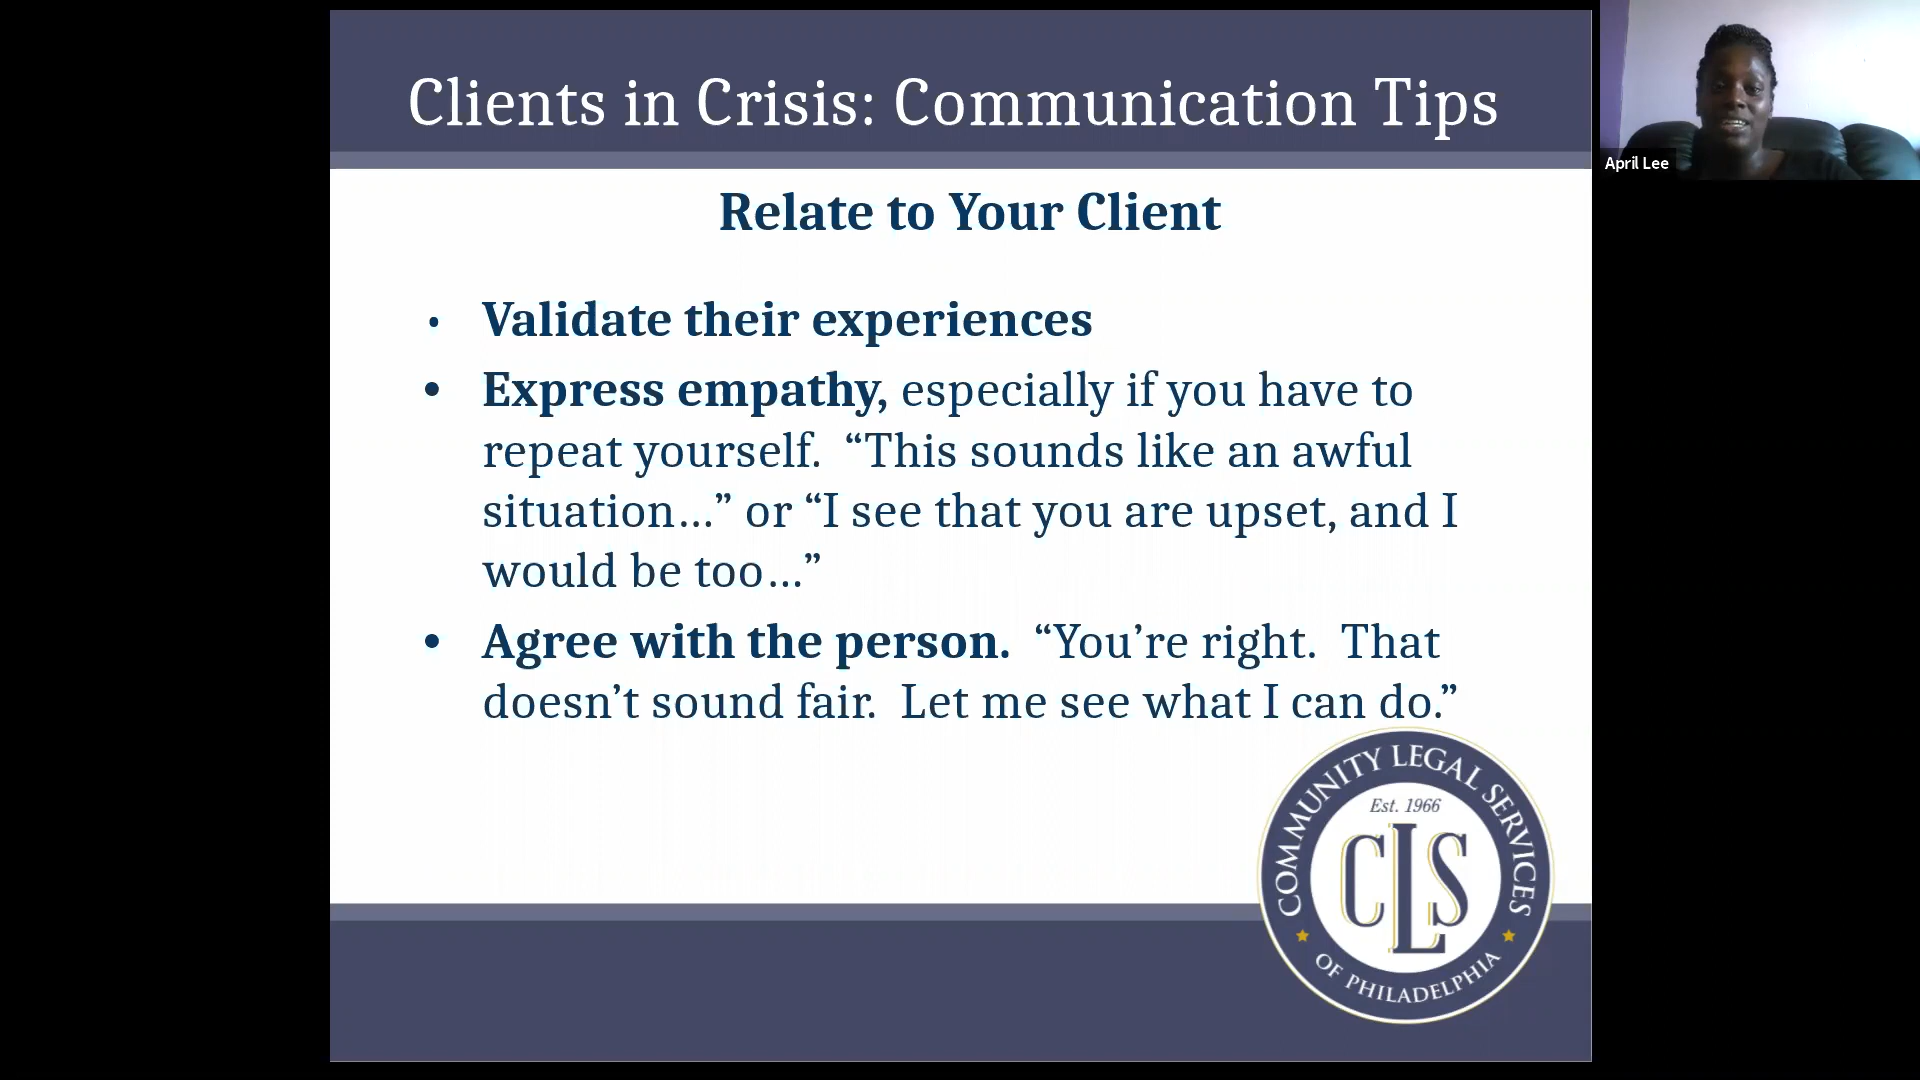 Clients in Crisis: Communication Tips
April Lee
Relate to Your Client
• Validate their experiences
• Express empathy, especially if you have to
repeat yourself.  “This sounds like an awful
situation…” or “I see that you are upset, and I
would be too…”
• Agree with the person.  “You’re right.  That
doesn’t sound fair.  Let me see what I can do.”
COMMUNITY LEGAL SERVICES
Est. 1966
CLS
OF PHILADELPHIA